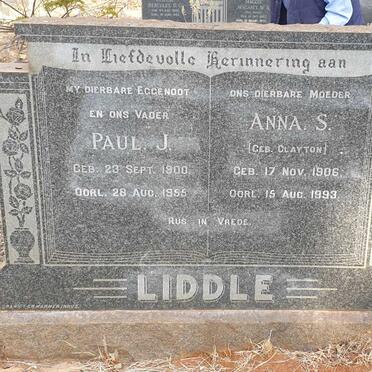 In Liefdevolle Herinnering aan
MY DIERBARE EGGENOOT
EN ONS VADER
PAUL. J.
GEB. 23 SEPT. 1900.
OORL. 28 AUG. 1955
ONS DIERBARE MOEDER
ANNA. S.
(GEB. CLAYTON)
GEB. 17 NOV. 1906.
OORL. 15 AUG. 1993.
RUS IN VREDE.
LIDDLE